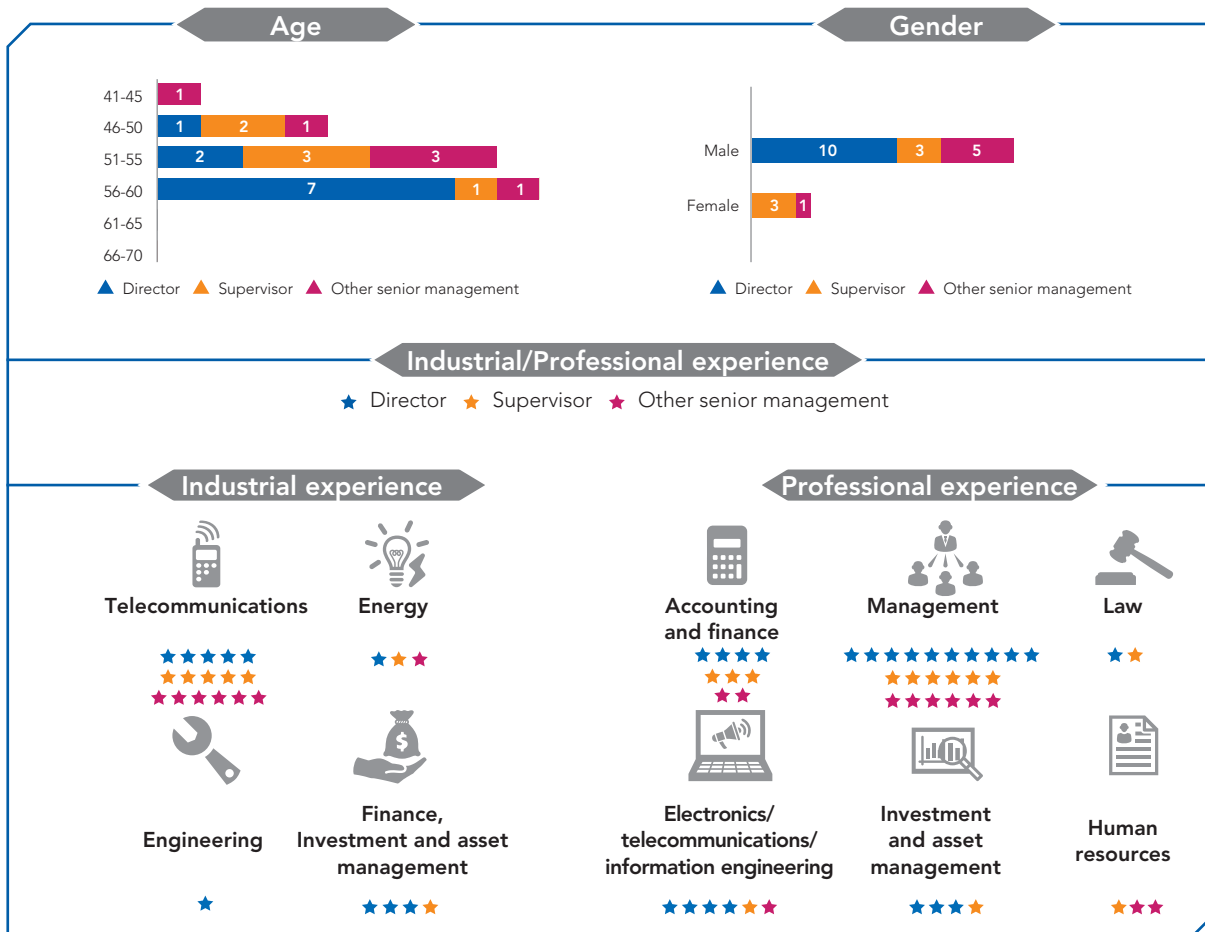 Age
41-45
1
46-50
1 2 1
51-55
2 3 3
56-60
7 1 1
61-65
66-70
Director Supervisor Other senior management
Gender
Male
10 3 5
Female
3 1
Director Supervisor Other senior management
Industrial/Professional experience
Director Supervisor Other senior management
Industrial experience
Telecommunications
Energy
Engineering
Finance,
Investment and asset
management
Professional experience
Accounting
and finance
Management
Law
$
Electronics/
telecommunications/
information engineering
Investment
and asset
management
Human
resources